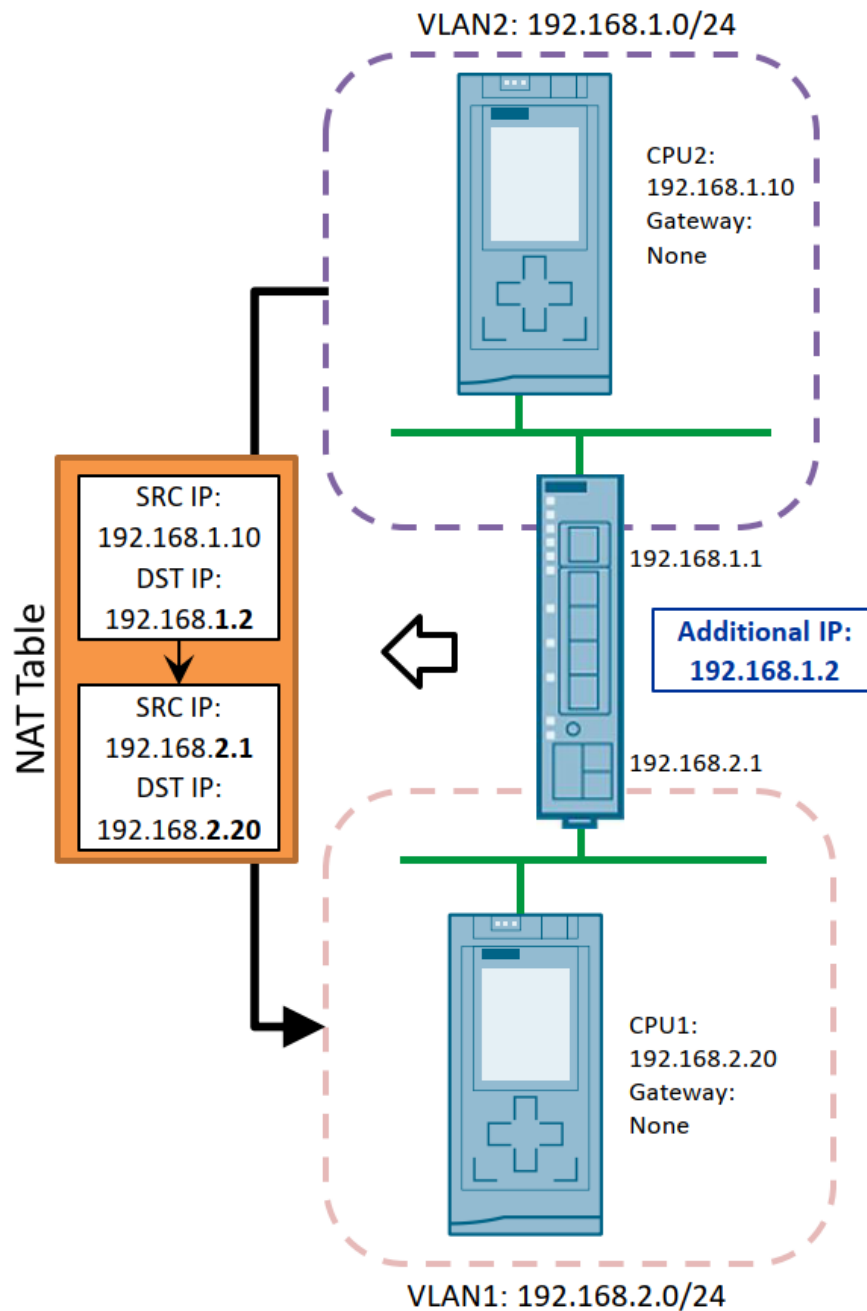 VLAN2: 192.168.1.0/24
CPU2:
192.168.1.10
Gateway:
None
NAT Table
SRC IP:
192.168.1.10
DST IP:
192.168.1.2
SRC IP:
192.168.2.1
DST IP:
192.168.2.20
192.168.1.1
Additional IP:
192.168.1.2
192.168.2.1
CPU1:
192.168.2.20
Gateway:
None
VLAN1: 192.168.2.0/24